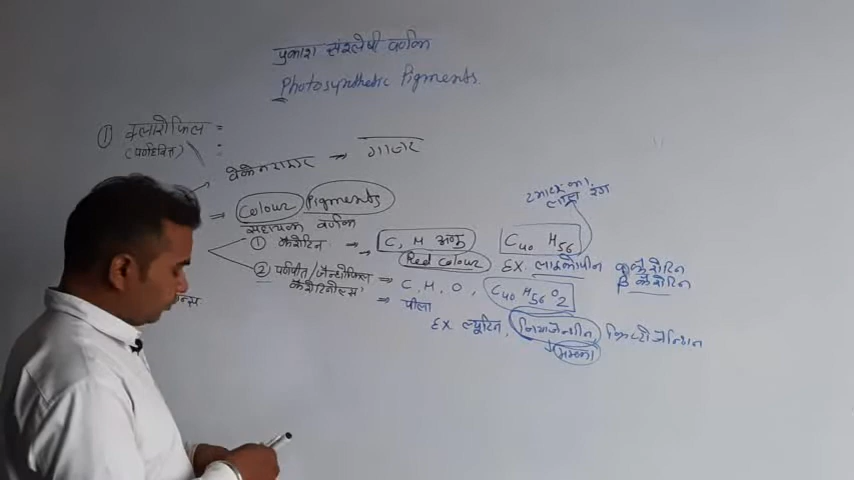 प्रकाश संश्लेषी वर्णक
Photosynthetic Pigments
① क्लोरोफिल :
(पर्णहरित)
→ गाजर
⇒ Colour Pigments
सहायक वर्णक
टमाटर का
लाल रंग
① कैरोटिन → C, H अणु C40 H56
→ Red Colour EX लाइकोपीन α कैरोटिन
β कैरोटिन
② पर्णपीत/जैन्थोफिल ⇒ C, H, O, C40 H56 O2
कैरोटिनोल्स ⇒ पीला
EX ल्यूटिन, जियाजेन्थीन क्रिप्टोजेन्थिन
मक्का